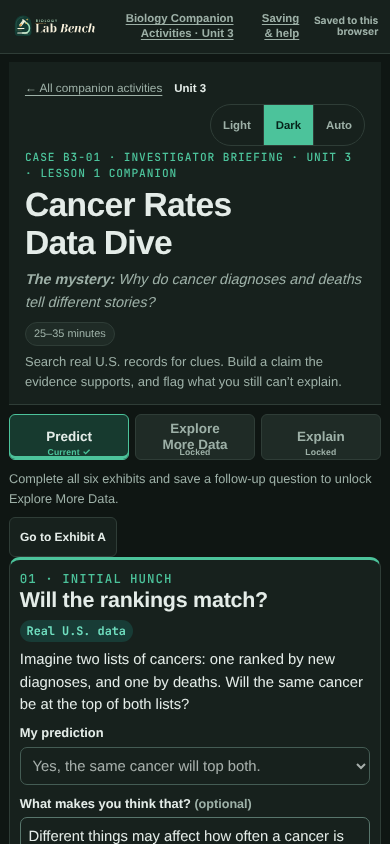 BIOLOGY
Lab Bench
Biology Companion
Activities · Unit 3
Saving
& help
Saved to this
browser
← All companion activities Unit 3
Light Dark Auto
CASE B3-01 · INVESTIGATOR BRIEFING · UNIT 3
· LESSON 1 COMPANION
Cancer Rates
Data Dive
The mystery: Why do cancer diagnoses and deaths
tell different stories?
25–35 minutes
Search real U.S. records for clues. Build a claim the
evidence supports, and flag what you still can't explain.
Predict
Current ✓
Explore
More Data
Locked
Explain
Locked
Complete all six exhibits and save a follow-up question to unlock
Explore More Data.
Go to Exhibit A
01 · INITIAL HUNCH
Will the rankings match?
Real U.S. data
Imagine two lists of cancers: one ranked by new
diagnoses, and one by deaths. Will the same cancer
be at the top of both lists?
My prediction
Yes, the same cancer will top both.
What makes you think that? (optional)
Different things may affect how often a cancer is